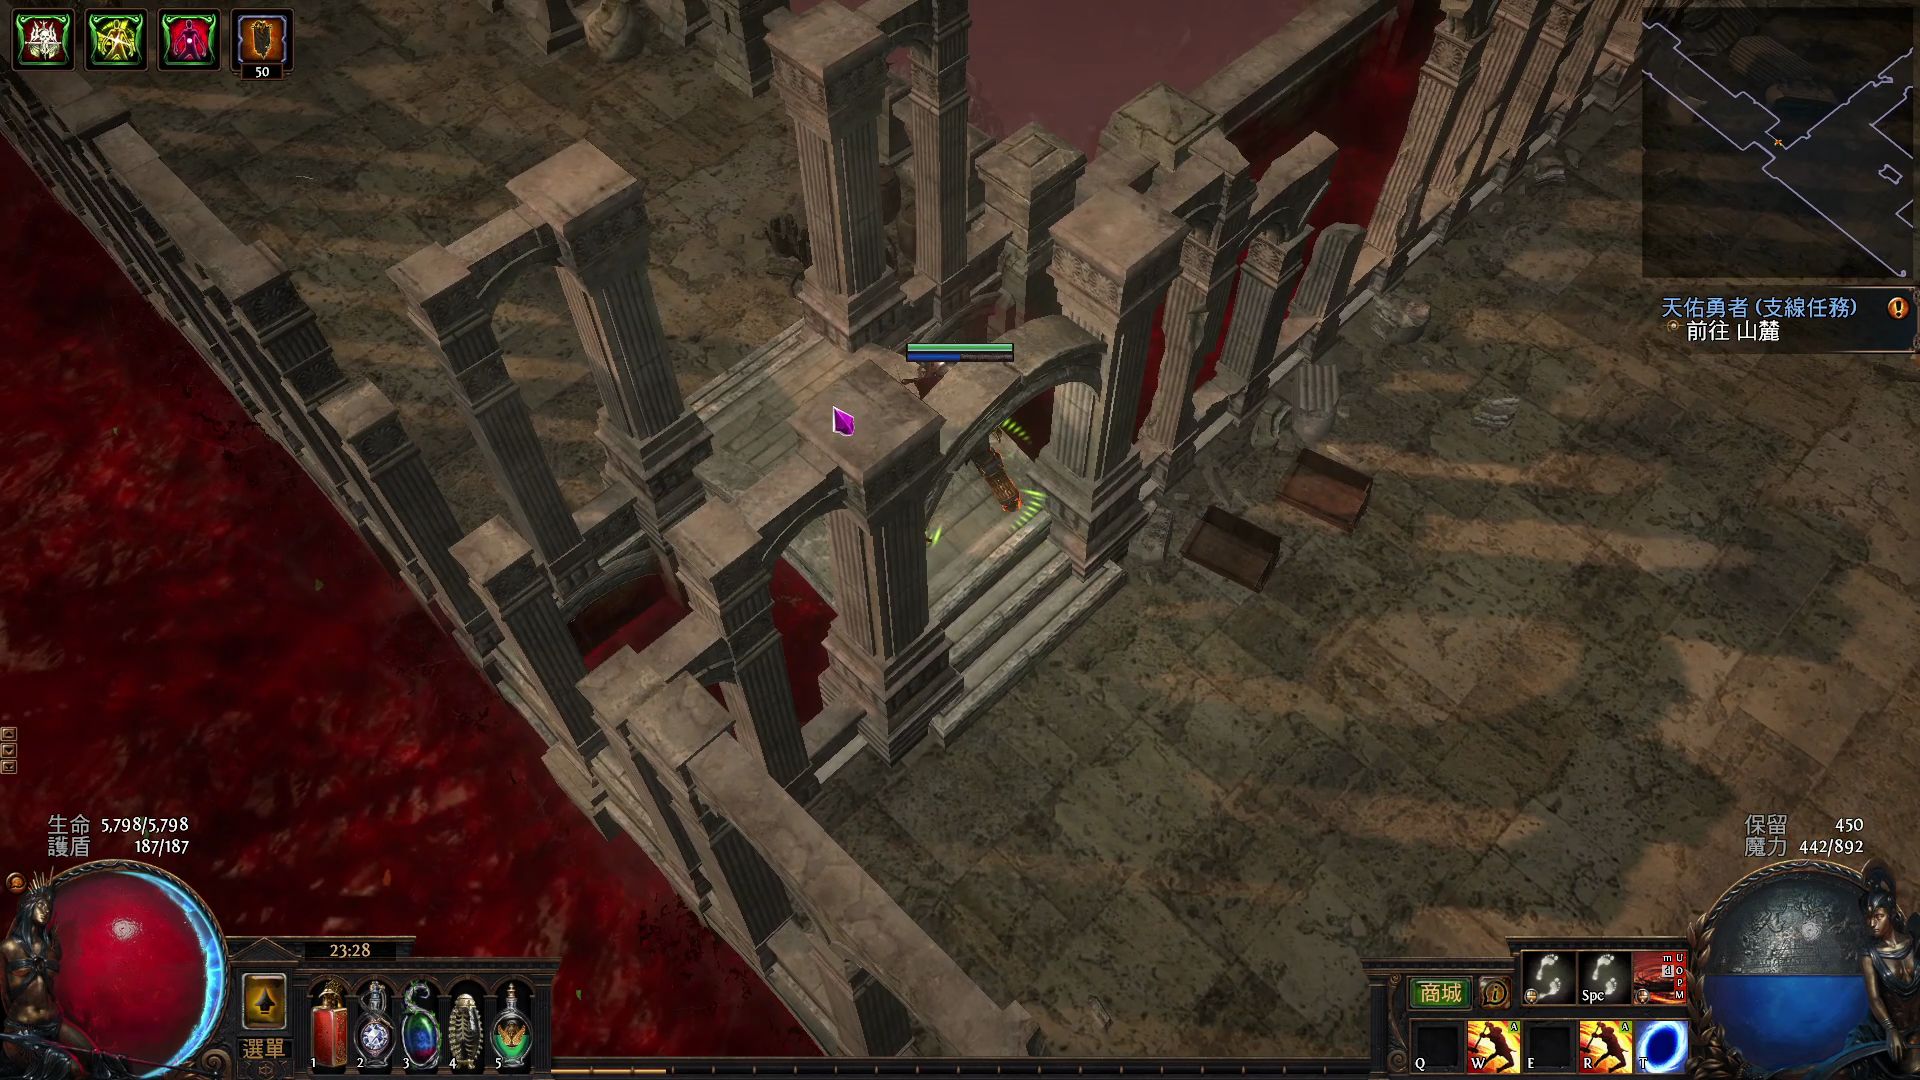 50
天佑勇者 (支線任務)
前往 山麓
生命 5,798/5,798
護盾 187/187
保留 450
魔力 442/892
23:28
選單
1 2 3 4 5
商城
Spc
m U
d O
P
M
Q W A E R A T